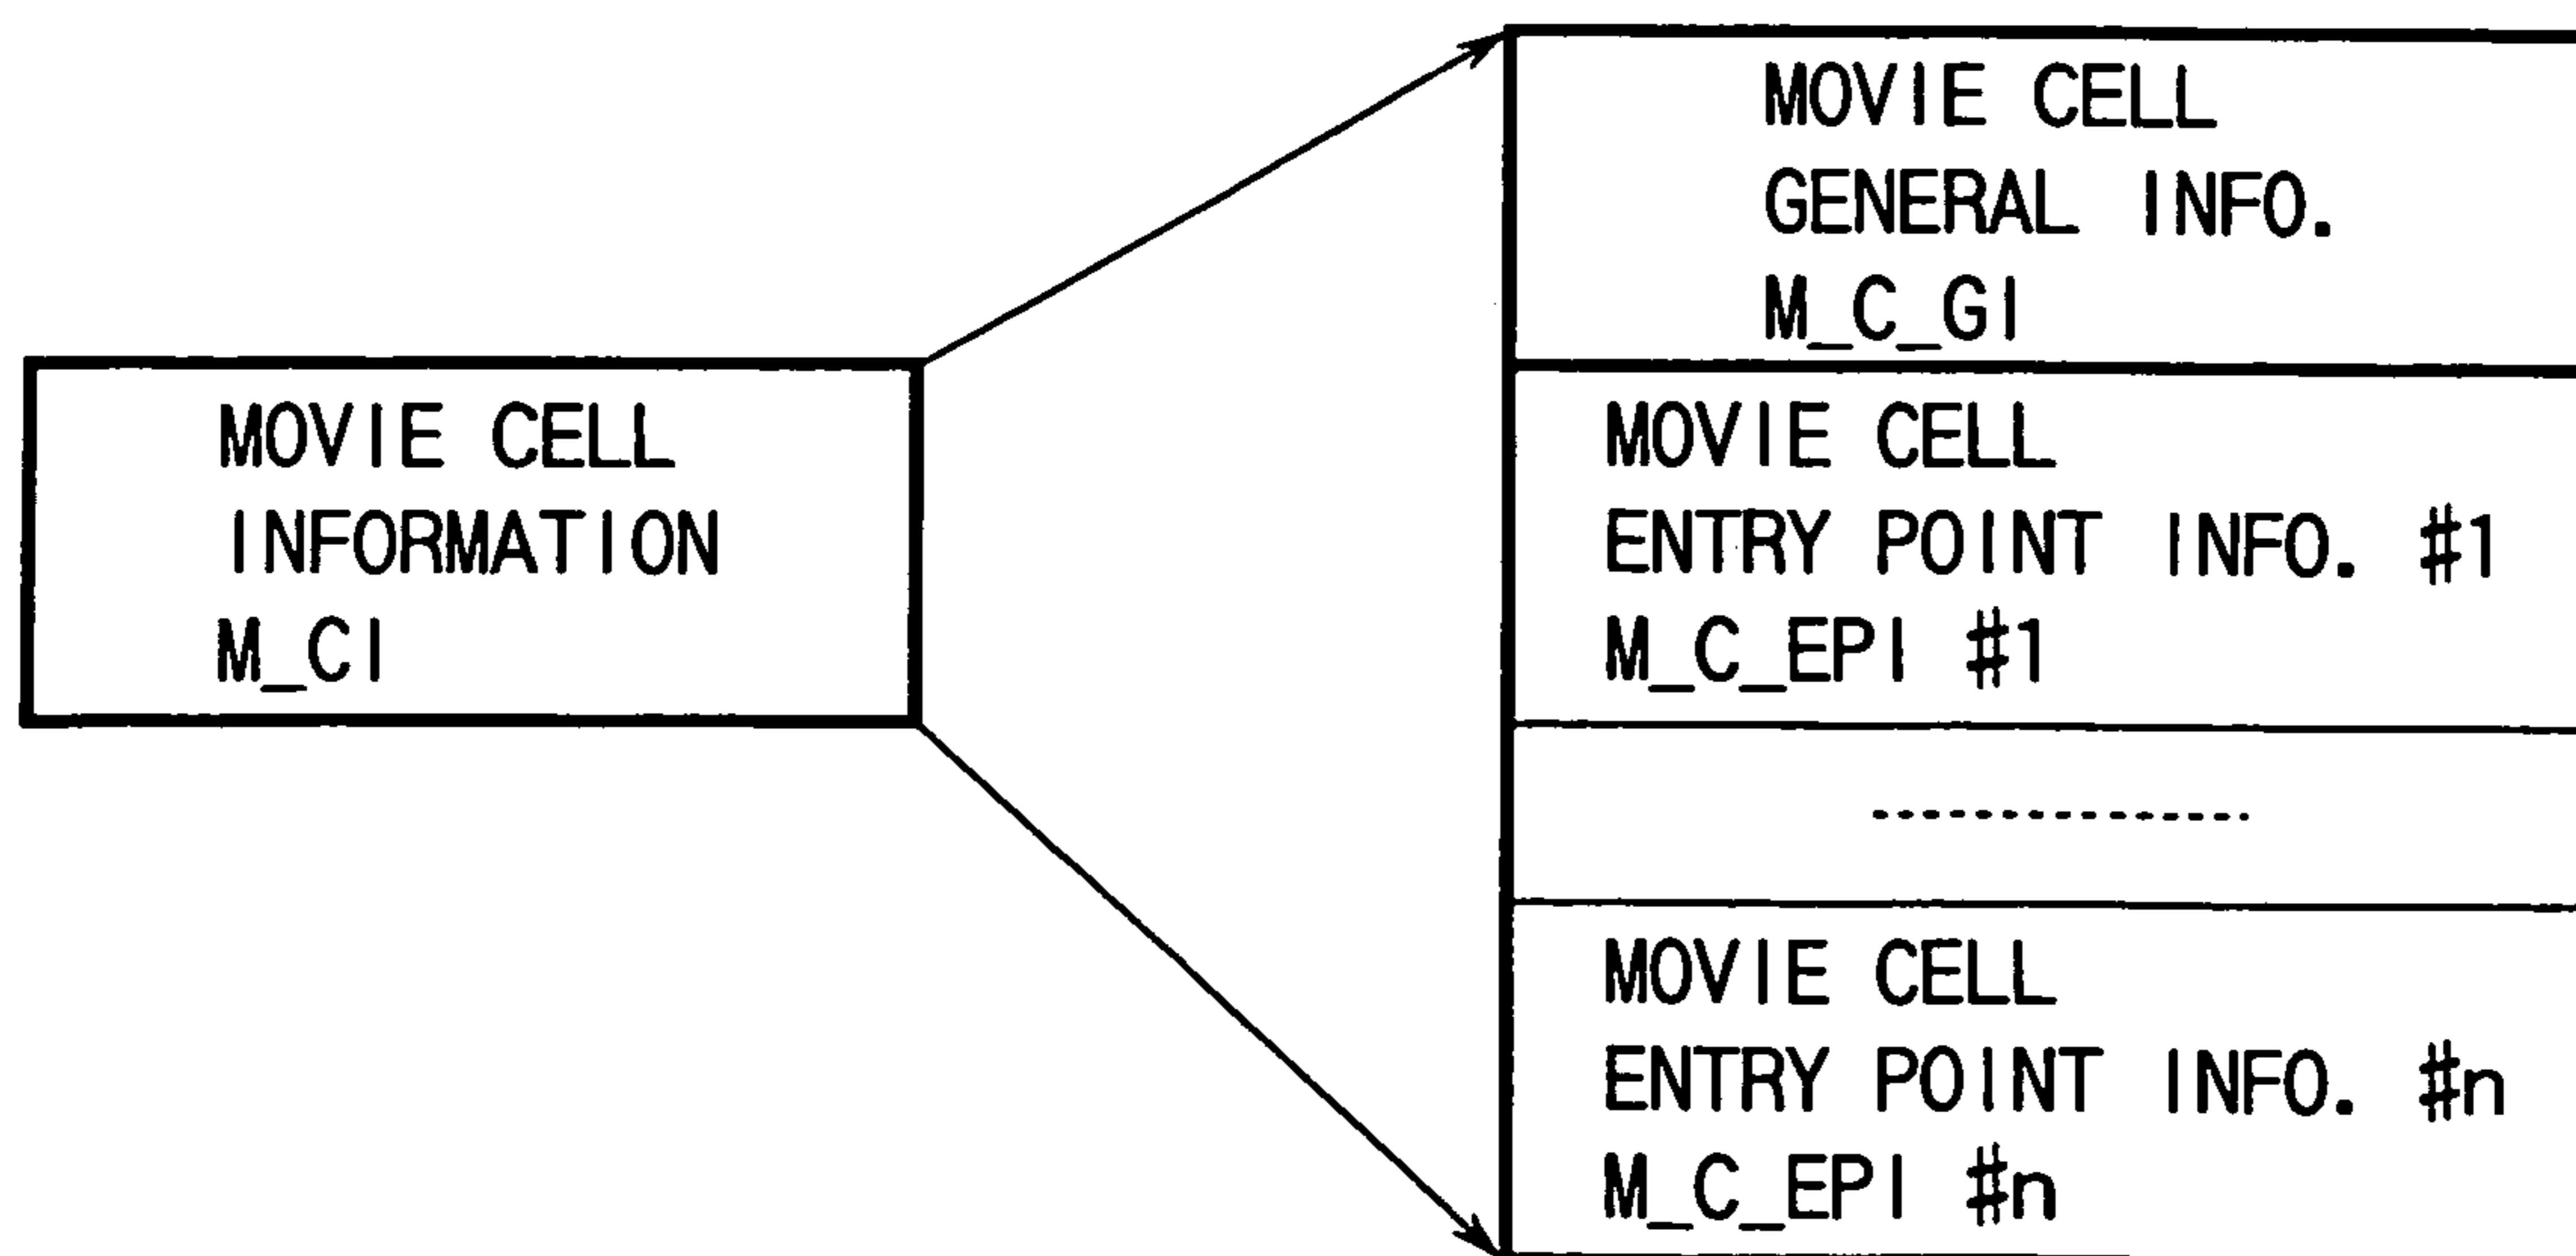 MOVIE CELL
INFORMATION
M_CI
MOVIE CELL
GENERAL INFO.
M_C_GI
MOVIE CELL
ENTRY POINT INFO. #1
M_C_EPI #1
MOVIE CELL
ENTRY POINT INFO. #n
M_C_EPI #n